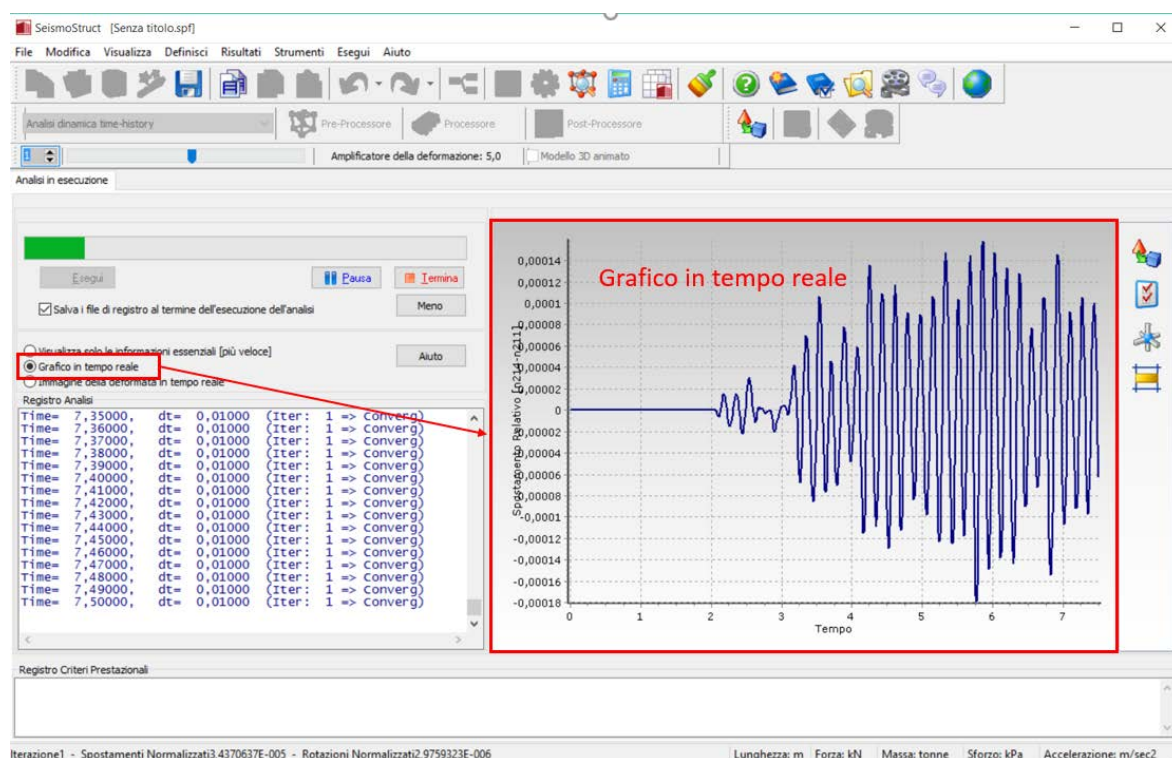 SeismoStruct [Senza titolo.spf]
File Modifica Visualizza Definisci Risultati Strumenti Esegui Aiuto
Analisi dinamica time-history Pre-Processore Processore Post-Processore
1 Amplificatore della deformazione: 5,0 Modello 3D animato
Analisi in esecuzione
Esegui Pausa Termina
Salva i file di registro al termine dell'esecuzione dell'analisi Meno
Visualizza solo le informazioni essenziali [più veloce] Aiuto
Grafico in tempo reale
Immagine della deformata in tempo reale
Registro Analisi
Time= 7,35000, dt= 0,01000 (Iter: 1 => Converg)
Time= 7,36000, dt= 0,01000 (Iter: 1 => Converg)
Time= 7,37000, dt= 0,01000 (Iter: 1 => Converg)
Time= 7,38000, dt= 0,01000 (Iter: 1 => Converg)
Time= 7,39000, dt= 0,01000 (Iter: 1 => Converg)
Time= 7,40000, dt= 0,01000 (Iter: 1 => Converg)
Time= 7,41000, dt= 0,01000 (Iter: 1 => Converg)
Time= 7,42000, dt= 0,01000 (Iter: 1 => Converg)
Time= 7,43000, dt= 0,01000 (Iter: 1 => Converg)
Time= 7,44000, dt= 0,01000 (Iter: 1 => Converg)
Time= 7,45000, dt= 0,01000 (Iter: 1 => Converg)
Time= 7,46000, dt= 0,01000 (Iter: 1 => Converg)
Time= 7,47000, dt= 0,01000 (Iter: 1 => Converg)
Time= 7,48000, dt= 0,01000 (Iter: 1 => Converg)
Time= 7,49000, dt= 0,01000 (Iter: 1 => Converg)
Time= 7,50000, dt= 0,01000 (Iter: 1 => Converg)
Grafico in tempo reale
Spostamento Relativo [n214-n211]
0,00014
0,00012
0,0001
0,00008
0,00006
0,00004
0,00002
0
-0,00002
-0,00004
-0,00006
-0,00008
-0,0001
-0,00012
-0,00014
-0,00016
-0,00018
0 1 2 3 4 5 6 7
Tempo
Registro Criteri Prestazionali
Iterazione1 - Spostamenti Normalizzati3.4370637E-005 - Rotazioni Normalizzati2.9759323E-006 Lunghezza: m Forza: kN Massa: tonne Sforzo: kPa Accelerazione: m/sec2